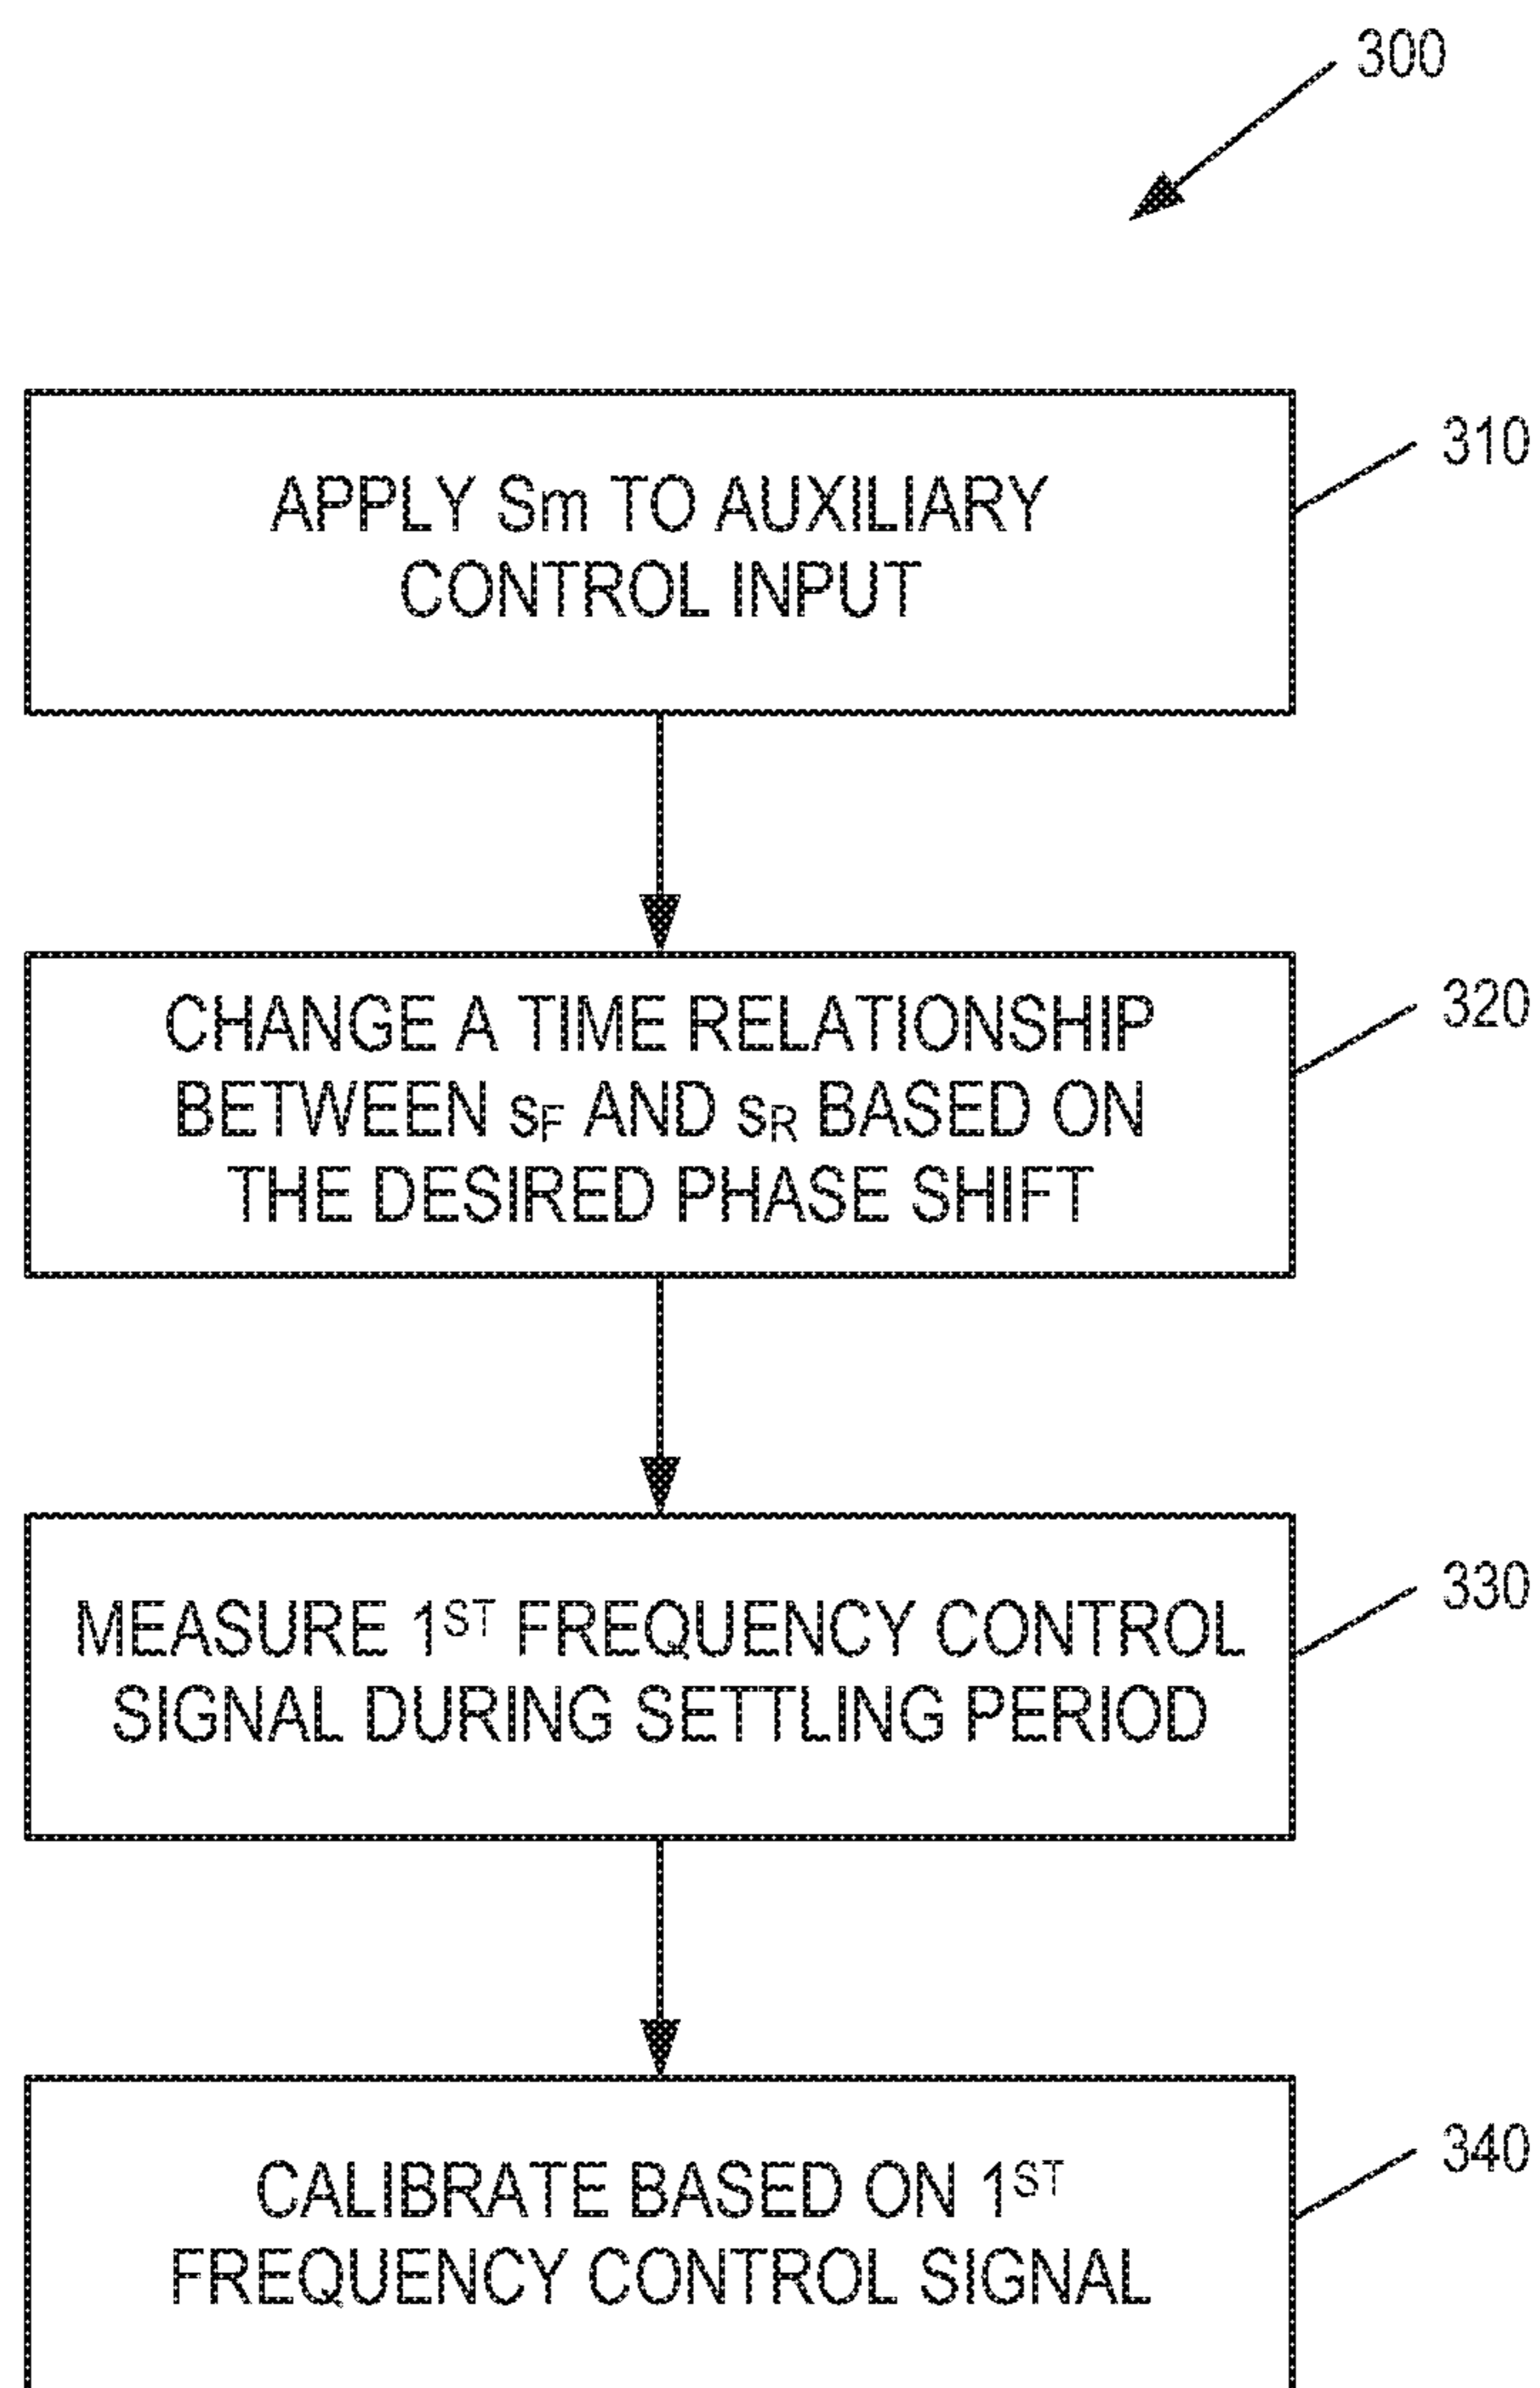 300
APPLY Sm TO AUXILIARY
CONTROL INPUT
310
CHANGE A TIME RELATIONSHIP
BETWEEN sF AND sR BASED ON
THE DESIRED PHASE SHIFT
320
MEASURE 1ST FREQUENCY CONTROL
SIGNAL DURING SETTLING PERIOD
330
CALIBRATE BASED ON 1ST
FREQUENCY CONTROL SIGNAL
340